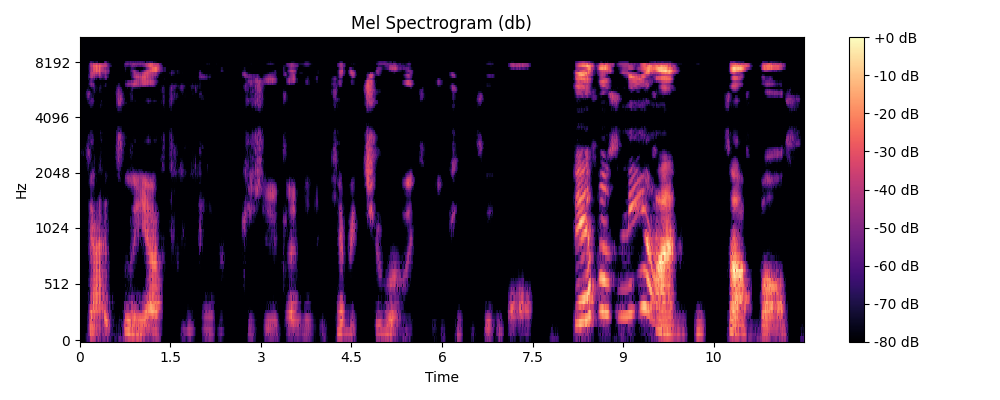 Mel Spectrogram (db)
8192
4096
2048
1024
512
0
Hz
0 1.5 3 4.5 6 7.5 9 10
Time
+0 dB
-10 dB
-20 dB
-30 dB
-40 dB
-50 dB
-60 dB
-70 dB
-80 dB